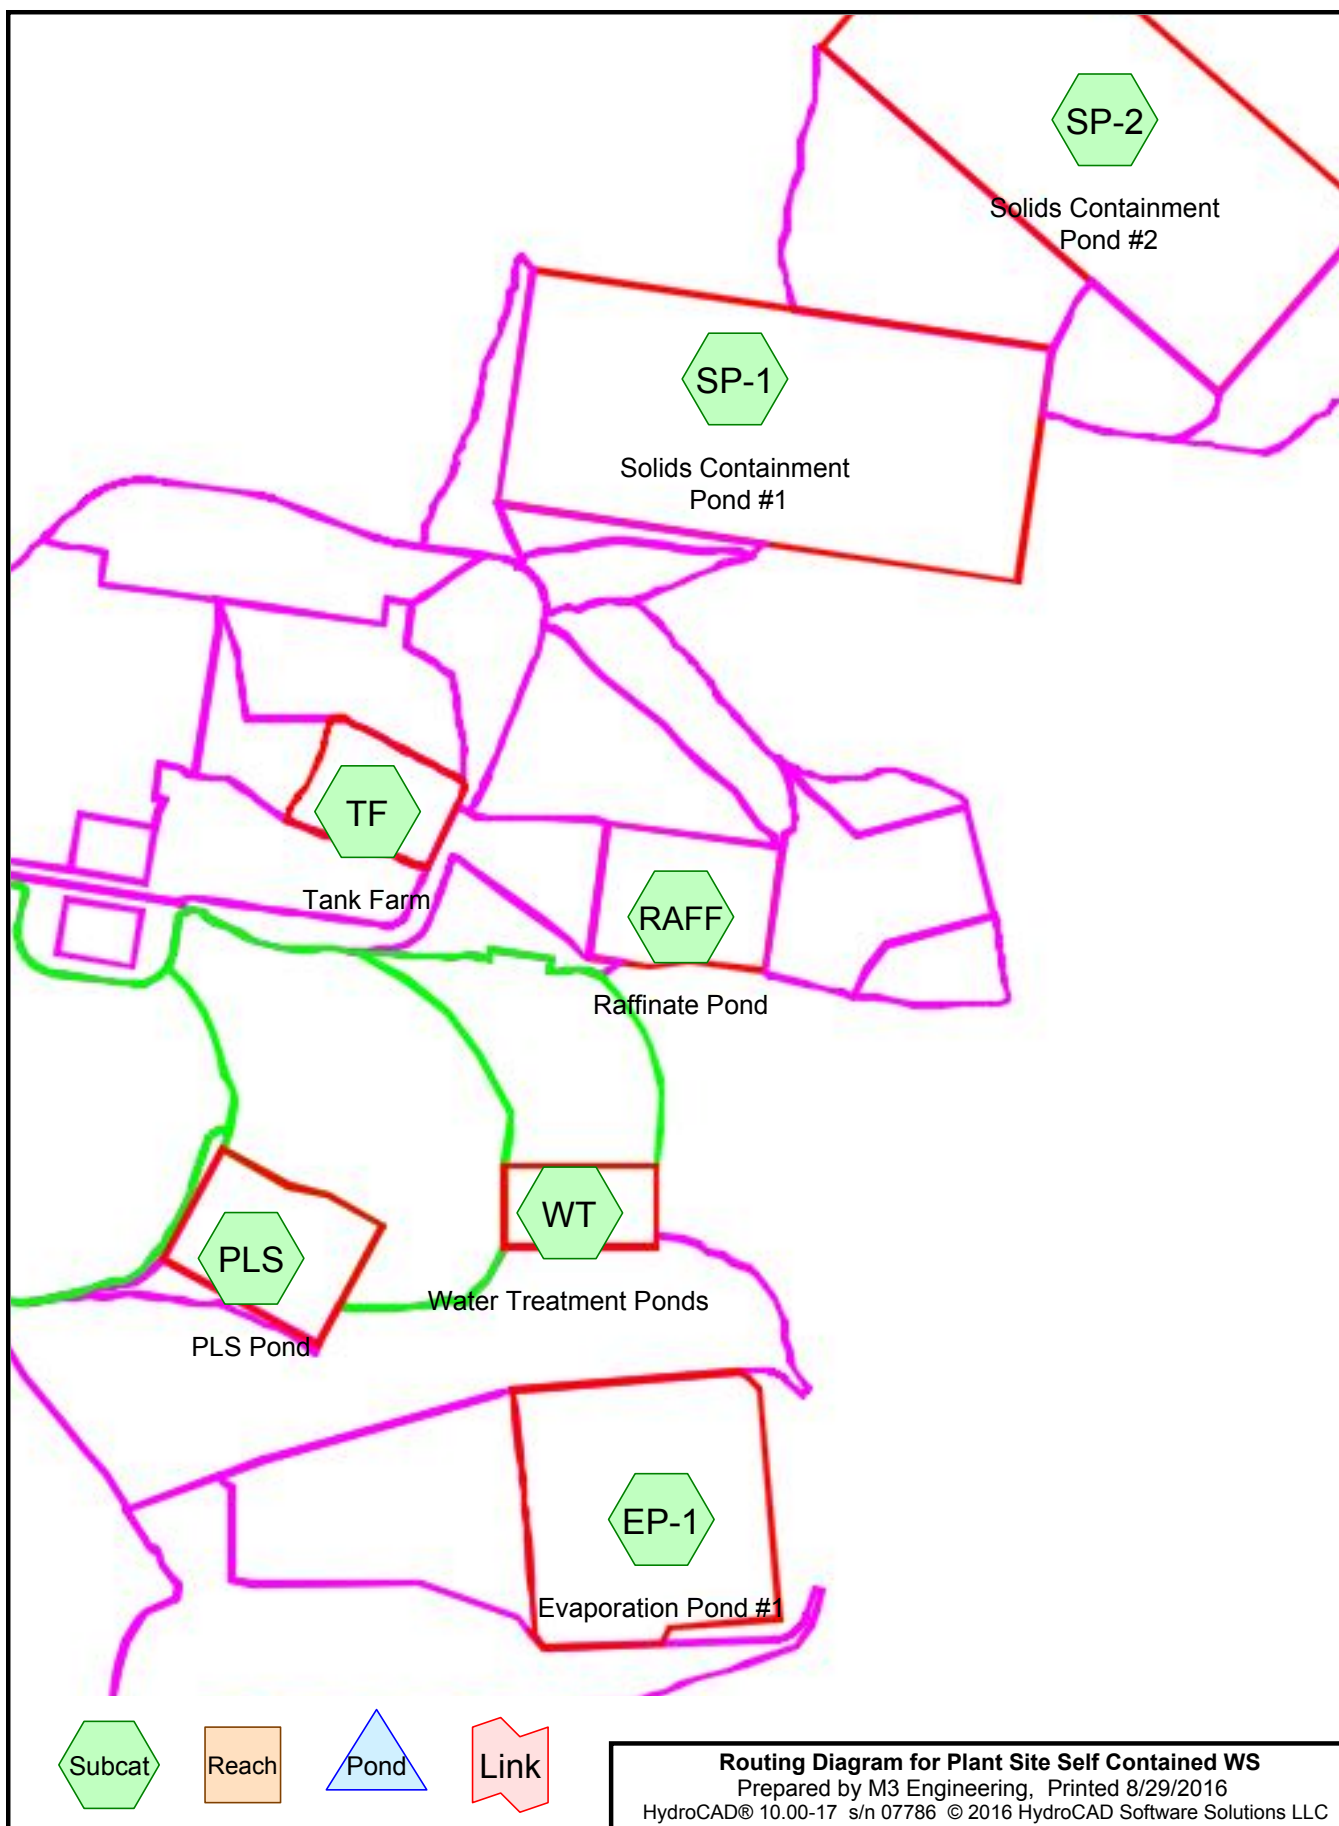 SP-2
Solids Containment
Pond #2
SP-1
Solids Containment
Pond #1
TF
Tank Farm
RAFF
Raffinate Pond
WT
Water Treatment Ponds
PLS
PLS Pond
EP-1
Evaporation Pond #1
Subcat
Reach
Pond
Link
Routing Diagram for Plant Site Self Contained WS
Prepared by M3 Engineering, Printed 8/29/2016
HydroCAD® 10.00-17 s/n 07786 © 2016 HydroCAD Software Solutions LLC